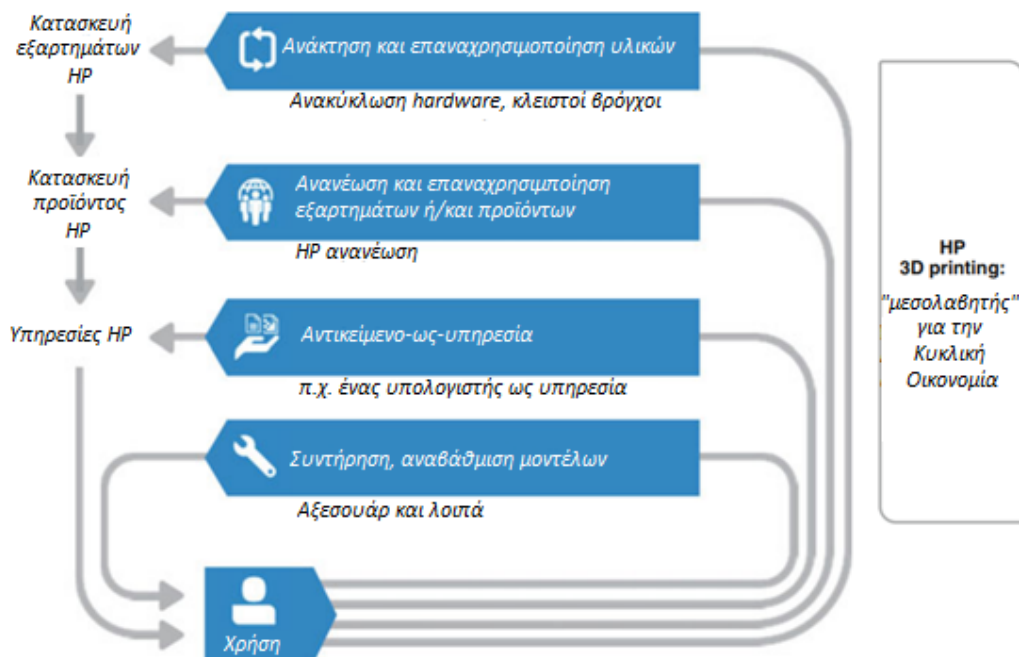 Κατασκευή
εξαρτημάτων
HP
Ανάκτηση και επαναχρησιμοποίηση υλικών
Ανακύκλωση hardware, κλειστοί βρόγχοι
Κατασκευή
προϊόντος
HP
Ανανέωση και επαναχρησιμποίηση
εξαρτημάτων ή/και προϊόντων
HP ανανέωση
Υπηρεσίες HP
Αντικείμενο-ως-υπηρεσία
π.χ. ένας υπολογιστής ως υπηρεσία
Συντήρηση, αναβάθμιση μοντέλων
Αξεσουάρ και λοιπά
Χρήση
HP
3D printing:
"μεσολαβητής"
για την
Κυκλική
Οικονομία